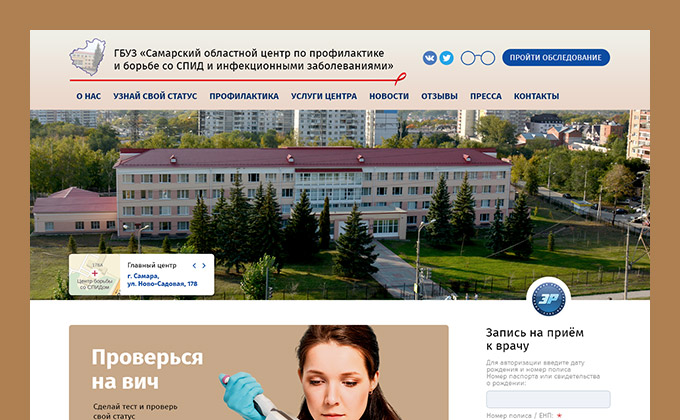 ГБУЗ «Самарский областной центр по профилактике
и борьбе со СПИД и инфекционными заболеваниями»
ПРОЙТИ ОБСЛЕДОВАНИЕ
О НАС УЗНАЙ СВОЙ СТАТУС ПРОФИЛАКТИКА УСЛУГИ ЦЕНТРА НОВОСТИ ОТЗЫВЫ ПРЕССА КОНТАКТЫ
Центр борьбы
со СПИДом
Главный центр
г. Самара,
ул. Ново-Садовая, 178
ЗР
Проверься
на вич
Сделай тест и проверь
свой статус
Запись на приём
к врачу
Для авторизации введите дату
рождения и номер полиса
Номер паспорта или свидетельства
о рождении:
Номер полиса / ЕНП: *